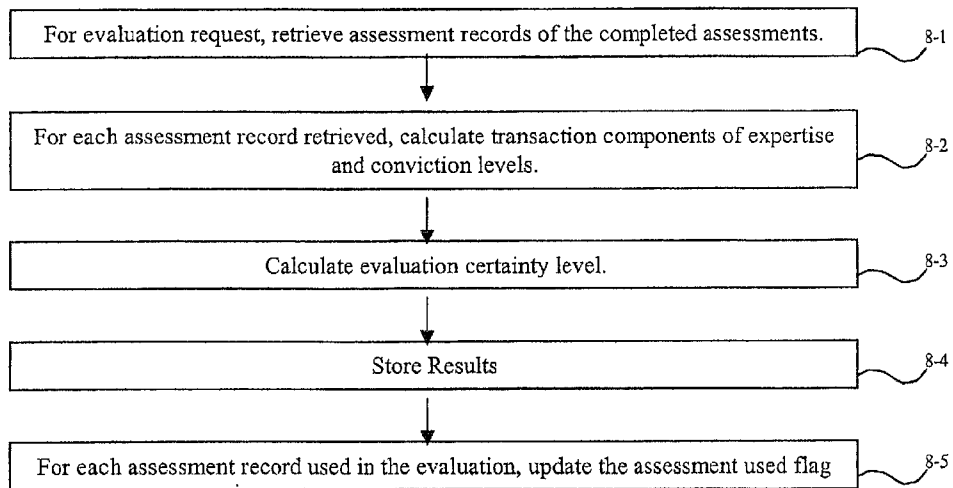 For evaluation request, retrieve assessment records of the completed assessments.
8-1
For each assessment record retrieved, calculate transaction components of expertise
and conviction levels.
8-2
Calculate evaluation certainty level.
8-3
Store Results
8-4
For each assessment record used in the evaluation, update the assessment used flag
8-5